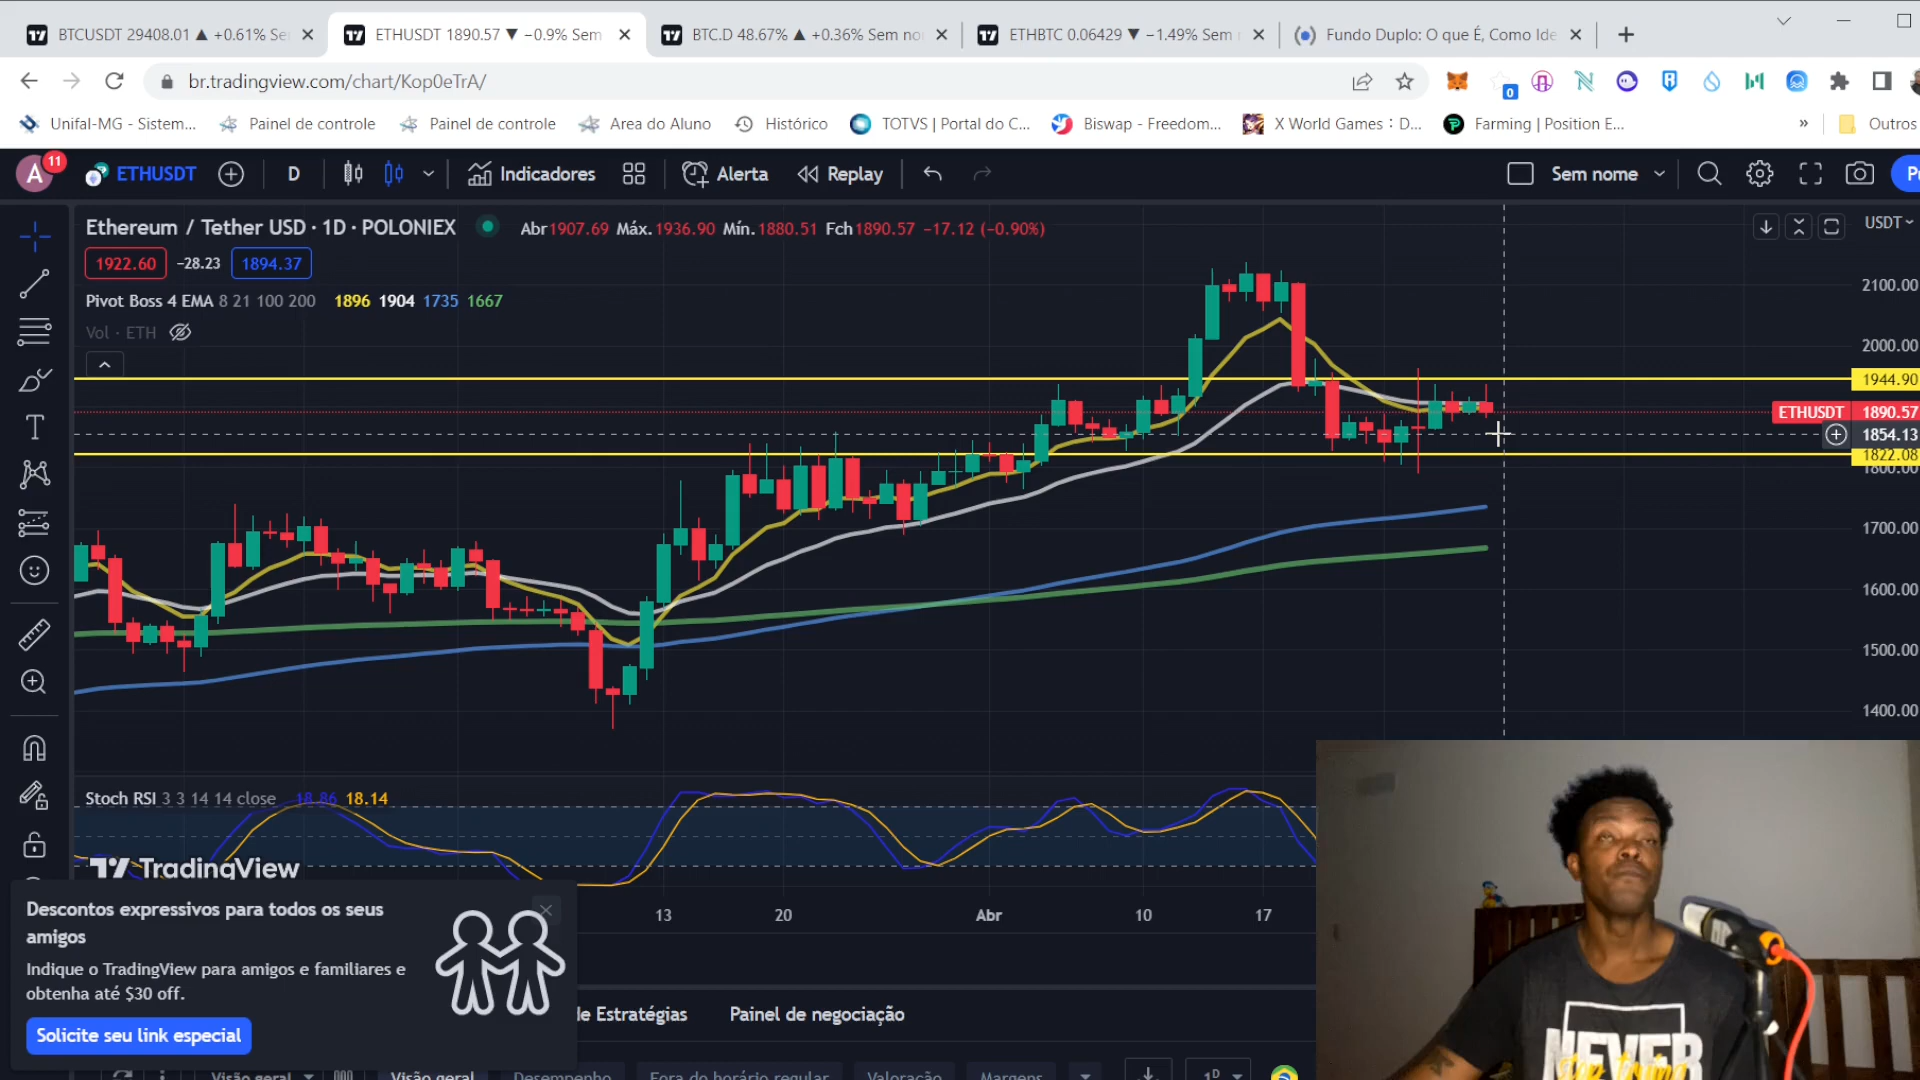 BTCUSDT 29408.01 ▲ +0.61% Se
ETHUSDT 1890.57 ▼ −0.9% Sem
BTC.D 48.67% ▲ +0.36% Sem no
ETHBTC 0.06429 ▼ −1.49% Sem
Fundo Duplo: O que É, Como Ide
br.tradingview.com/chart/Kop0eTrA/
0
Unifal-MG - Sistem...
Painel de controle
Painel de controle
Area do Aluno
Histórico
TOTVS | Portal do C...
Biswap - Freedom...
X World Games : D...
Farming | Position E...
»
Outros
A 11
ETHUSDT
D
Indicadores
Alerta
Replay
Sem nome
Ethereum / Tether USD · 1D · POLONIEX
Abr1907.69 Máx.1936.90 Mín.1880.51 Fch1890.57 −17.12 (−0.90%)
USDT
1922.60 −28.23 1894.37
Pivot Boss 4 EMA 8 21 100 200 1896 1904 1735 1667
Vol · ETH
2100.00
2000.00
1944.90
ETHUSDT 1890.57
1854.13
1822.08
1800.00
1700.00
1600.00
1500.00
1400.00
Stoch RSI 3 3 14 14 close 18.86 18.14
TradingView
13
20
Abr
10
17
Descontos expressivos para todos os seus
amigos
Indique o TradingView para amigos e familiares e
obtenha até $30 off.
Solicite seu link especial
de Estratégias
Painel de negociação
Visão geral
Visão geral
Desempenho
Fora do horário regular
Valoração
Margens
1D
NEVER